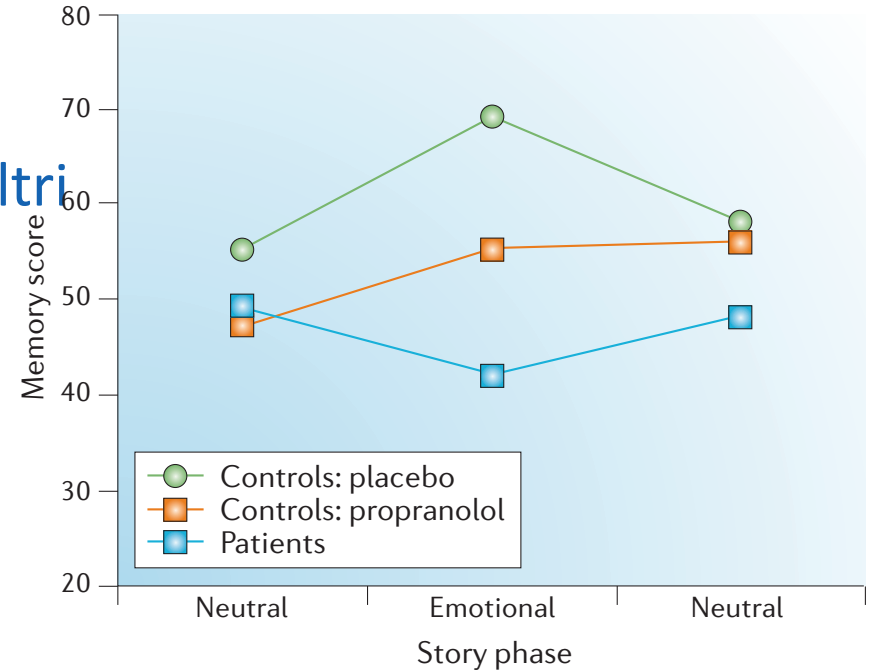 80
70
ltri
60
Memory score
50
40
30
20
Controls: placebo
Controls: propranolol
Patients
Neutral Emotional Neutral
Story phase